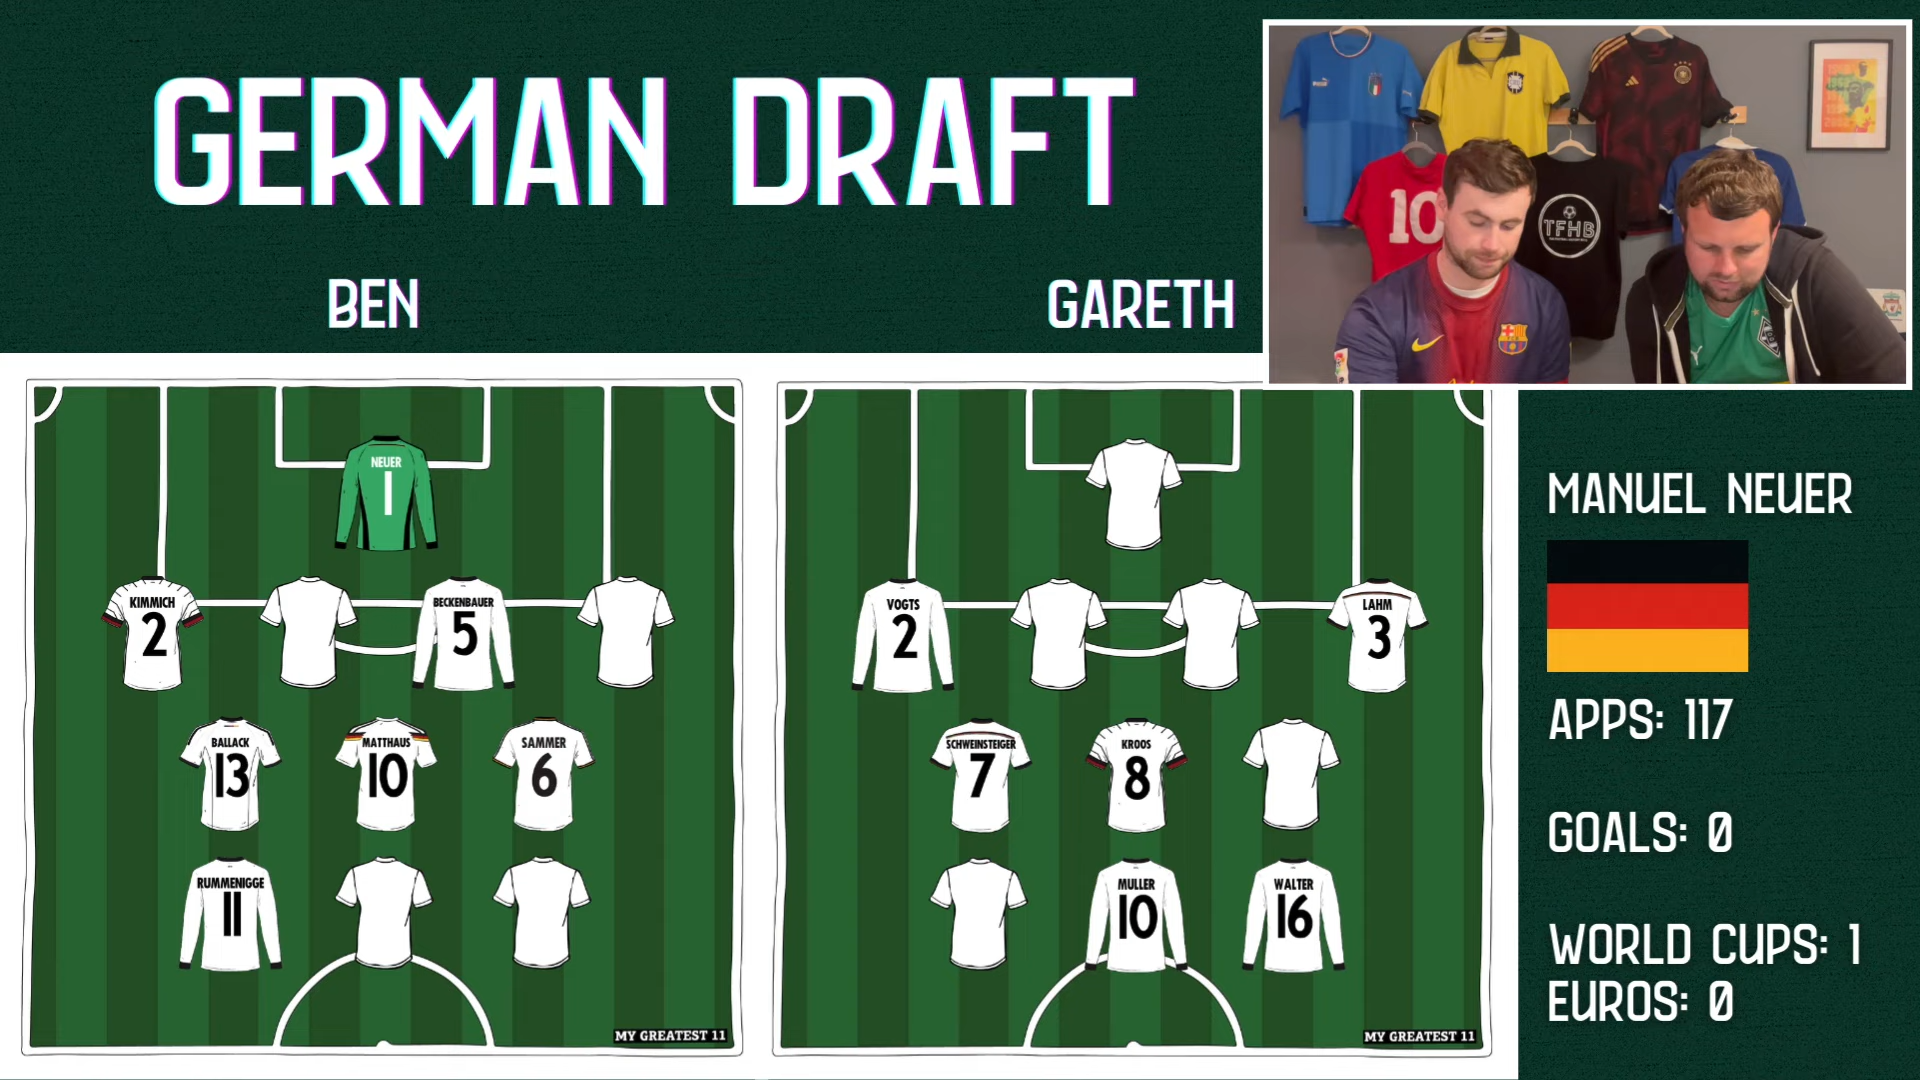 GERMAN DRAFT
BEN
GARETH
10
TFHB
NEUER
1
KIMMICH
2
BECKENBAUER
5
BALLACK
13
MATTHAUS
10
SAMMER
6
RUMMENIGGE
11
MY GREATEST 11
VOGTS
2
LAHM
3
SCHWEINSTEIGER
7
KROOS
8
MULLER
10
WALTER
16
MY GREATEST 11
MANUEL NEUER
APPS: 117
GOALS: 0
WORLD CUPS: 1
EUROS: 0